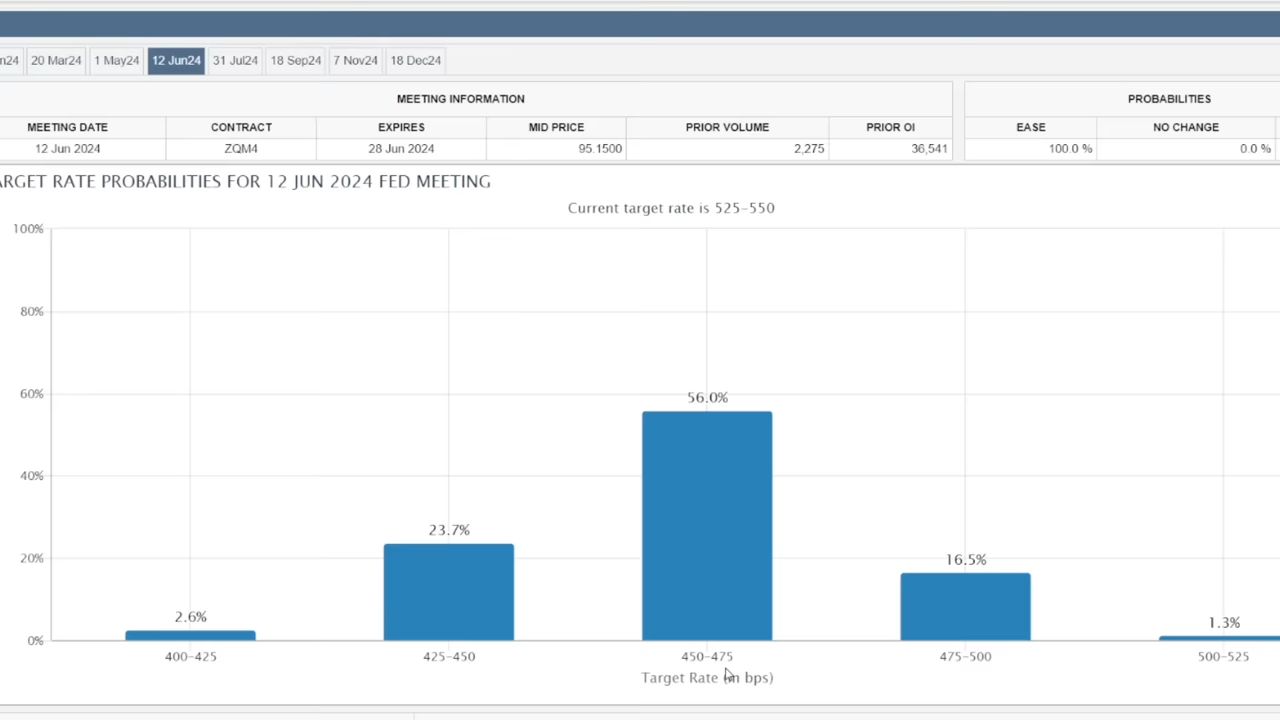 n24 20 Mar24 1 May24 12 Jun24 31 Jul24 18 Sep24 7 Nov24 18 Dec24
MEETING INFORMATION PROBABILITIES
MEETING DATE CONTRACT EXPIRES MID PRICE PRIOR VOLUME PRIOR OI EASE NO CHANGE
12 Jun 2024 ZQM4 28 Jun 2024 95.1500 2,275 36,541 100.0 % 0.0 %
ARGET RATE PROBABILITIES FOR 12 JUN 2024 FED MEETING
Current target rate is 525-550
100%
80%
60%
40%
20%
0%
2.6% 23.7% 56.0% 16.5% 1.3%
400-425 425-450 450-475 475-500 500-525
Target Rate (in bps)